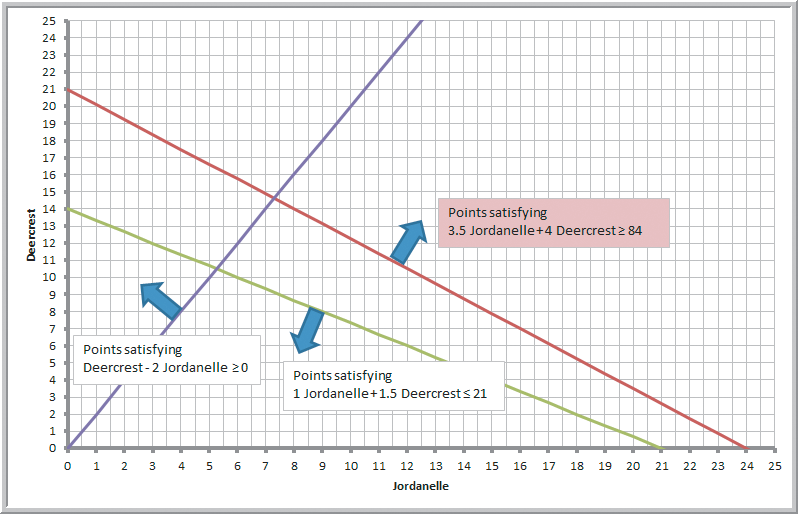 25
24
23
22
21
20
19
18
17
16
15
14
13
12
11
10
9
8
7
6
5
4
3
2
1
0
Deercrest
Points satisfying
3.5 Jordanelle + 4 Deercrest ≥ 84
Points satisfying
Deercrest - 2 Jordanelle ≥ 0
Points satisfying
1 Jordanelle + 1.5 Deercrest ≤ 21
0 1 2 3 4 5 6 7 8 9 10 11 12 13 14 15 16 17 18 19 20 21 22 23 24 25
Jordanelle